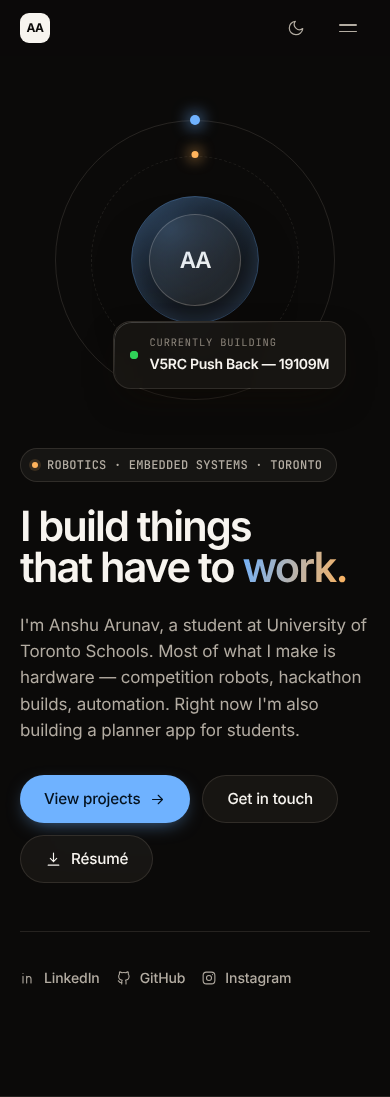 AA
AA
CURRENTLY BUILDING
V5RC Push Back — 19109M
ROBOTICS · EMBEDDED SYSTEMS · TORONTO
I build things
that have to work.
I'm Anshu Arunav, a student at University of
Toronto Schools. Most of what I make is
hardware — competition robots, hackathon
builds, automation. Right now I'm also
building a planner app for students.
View projects →
Get in touch
Résumé
in LinkedIn
GitHub
Instagram